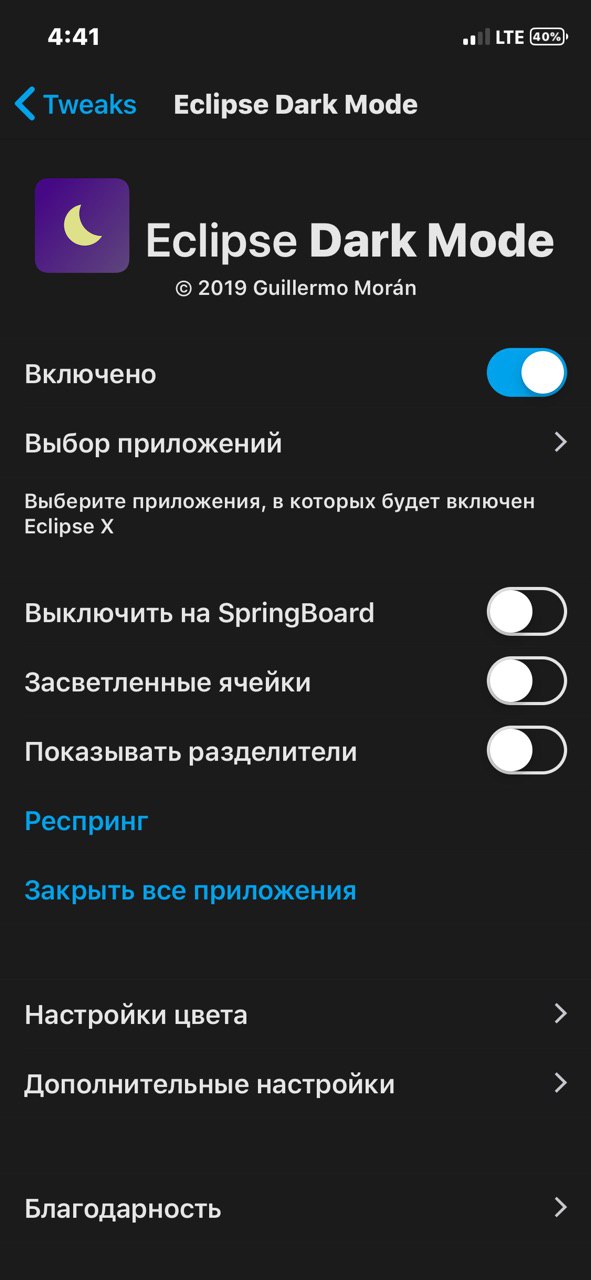 4:41 LTE 40%
Tweaks Eclipse Dark Mode
Eclipse Dark Mode
© 2019 Guillermo Morán
Включено
Выбор приложений
Выберите приложения, в которых будет включен
Eclipse X
Выключить на SpringBoard
Засветленные ячейки
Показывать разделители
Респринг
Закрыть все приложения
Настройки цвета
Дополнительные настройки
Благодарность